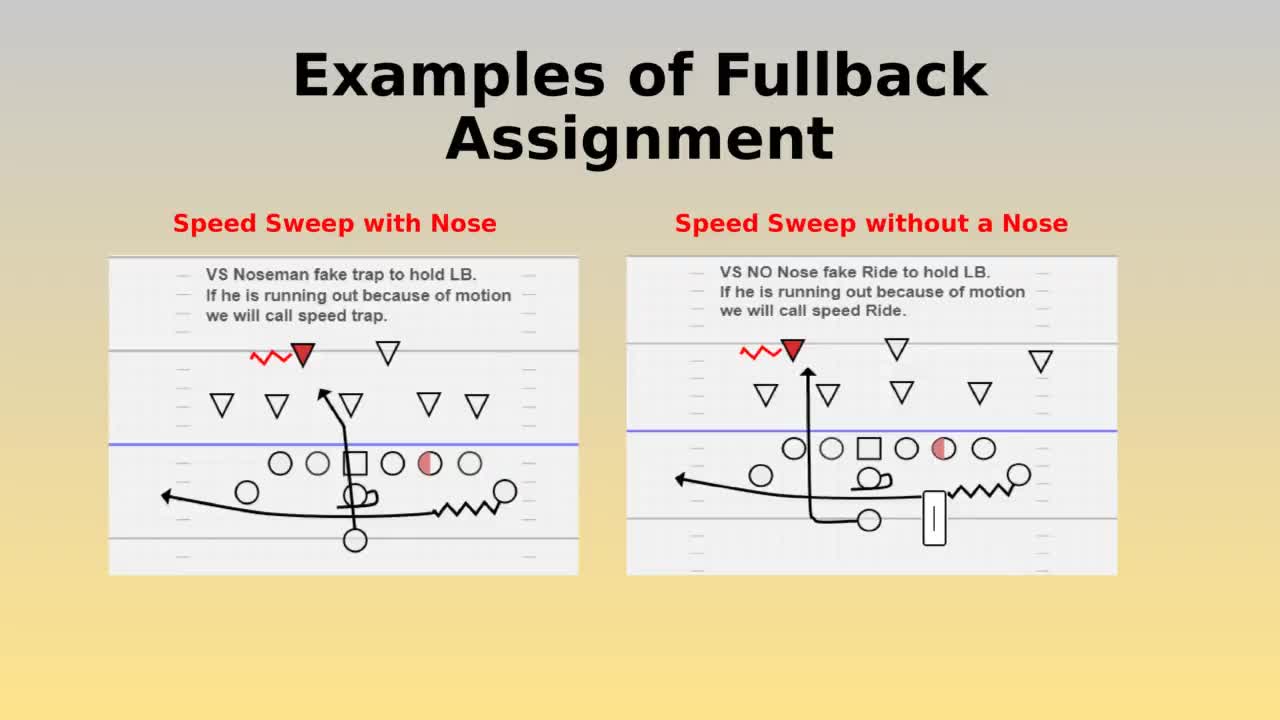 Examples of Fullback
Assignment
Speed Sweep with Nose
VS Noseman fake trap to hold LB.
If he is running out because of motion
we will call speed trap.
Speed Sweep without a Nose
VS NO Nose fake Ride to hold LB.
If he is running out because of motion
we will call speed Ride.